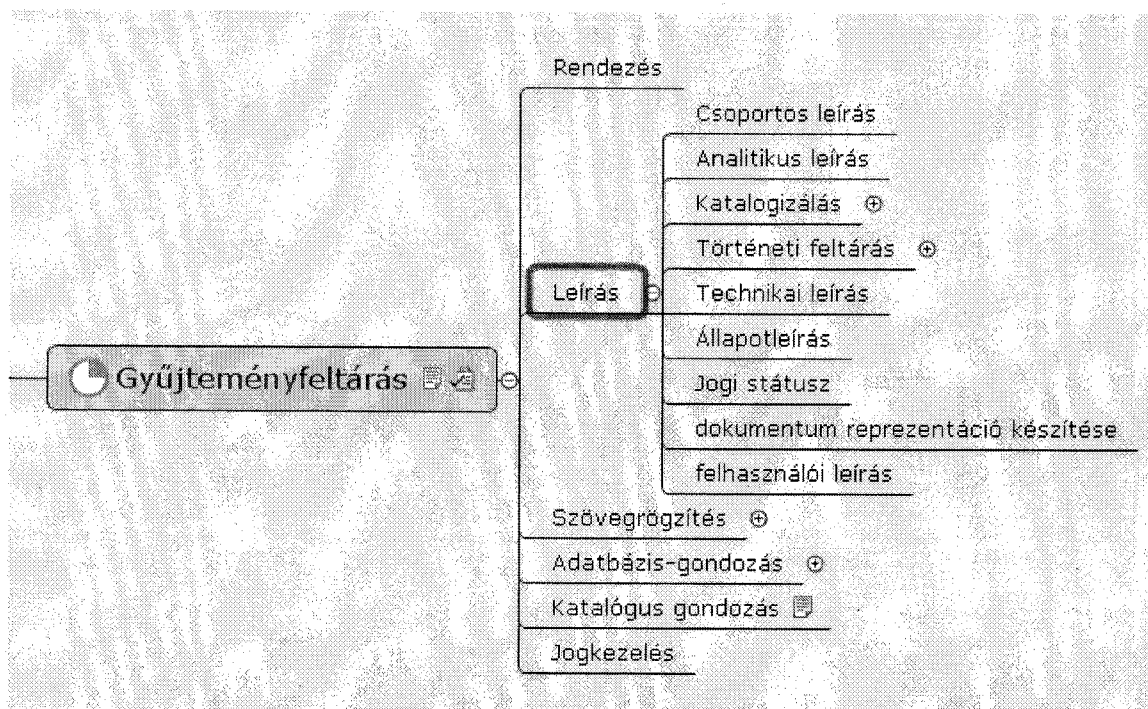 Rendezés
Csoportos leírás
Analitikus leírás
Katalogizálás
Történeti feltárás
Leírás
Technikai leírás
Állapotleírás
Gyűjteményfeltárás
Jogi státusz
dokumentum reprezentáció készítése
felhasználói leírás
Szövegrögzítés
Adatbázis-gondozás
Katalógus gondozás
Jogkezelés